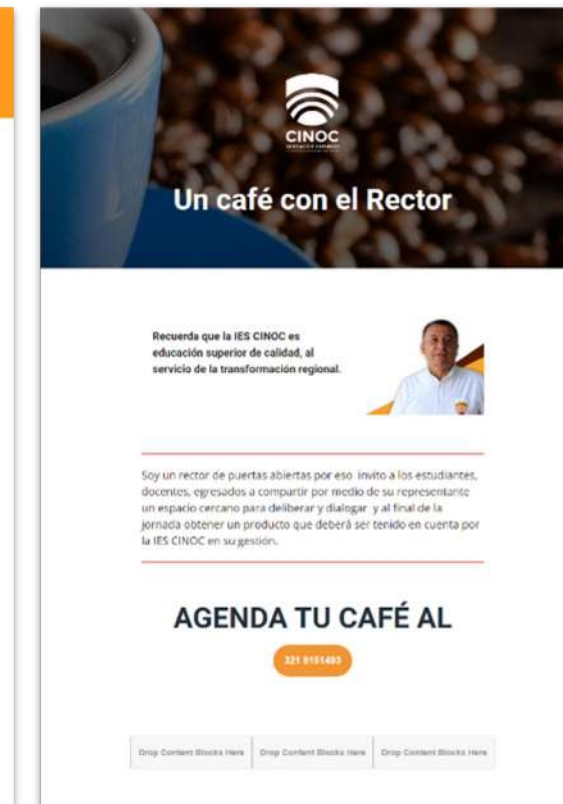 CINOC
Un café con el Rector
Recuerda que la IES CINOC es
educación superior de calidad, al
servicio de la transformación regional.
Soy un rector de puertas abiertas por eso invito a los estudiantes,
docentes, egresados a compartir por medio de su representante
un espacio cercano para deliberar y dialogar y al final de la
jornada obtener un producto que deberá ser tenido en cuenta por
la IES CINOC en su gestión.
AGENDA TU CAFÉ AL
321 9151493
Drop Content Blocks Here
Drop Content Blocks Here
Drop Content Blocks Here